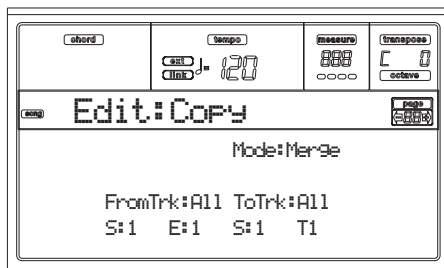 chord tempo measure transpose
ext link ♩= 120 888 C 0
octave
song Edit:Copy page 88
Mode:Merge
FromTrk:All ToTrk:All
S:1 E:1 S:1 T1